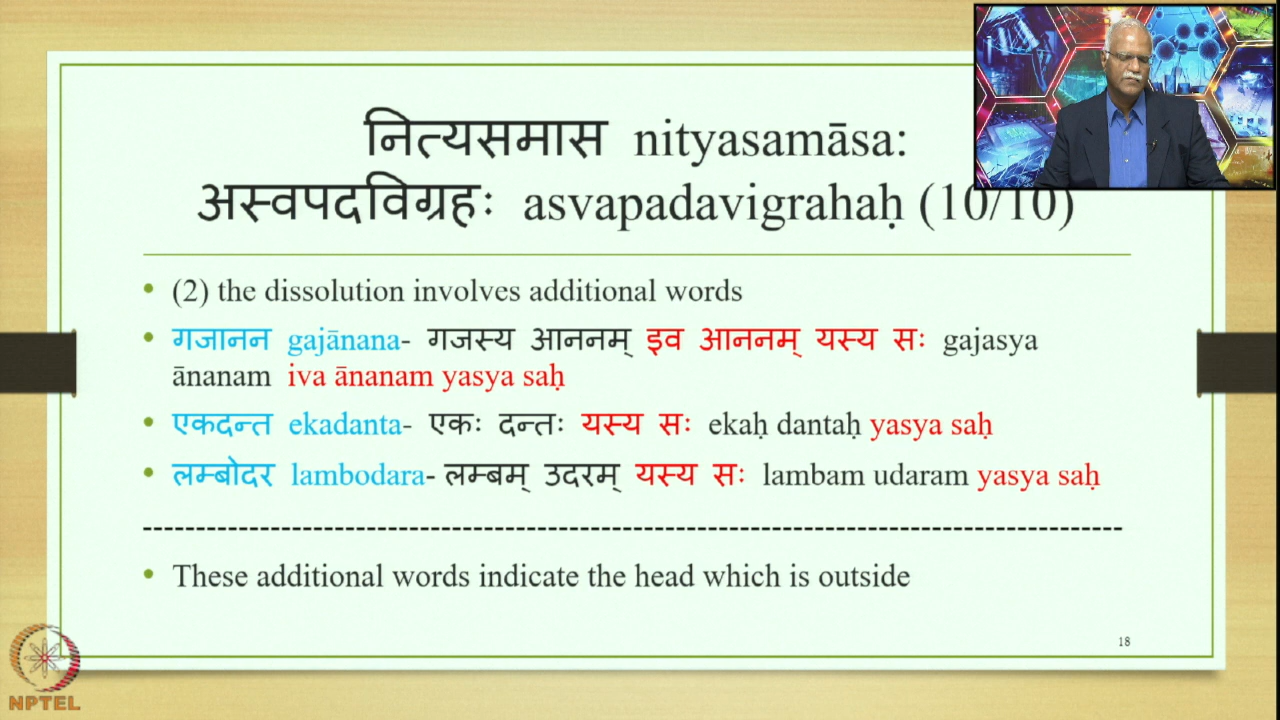 नित्यसमास nityasamāsa:
अस्वपदविग्रहः asvapadavigrahaḥ (10/10)
• (2) the dissolution involves additional words
• गजानन gajānana- गजस्य आननम् इव आननम् यस्य सः gajasya
ānanam iva ānanam yasya saḥ
• एकदन्त ekadanta- एकः दन्तः यस्य सः ekaḥ dantaḥ yasya saḥ
• लम्बोदर lambodara- लम्बम् उदरम् यस्य सः lambam udaram yasya saḥ
--------------------------------------------------------------------------------------------
• These additional words indicate the head which is outside
18
NPTEL